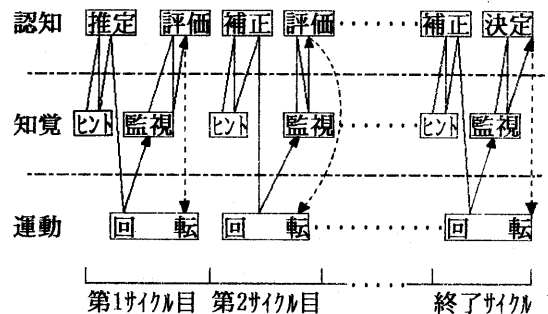 認知 推定 評価 補正 評価 ...... 補正 決定
知覚 ヒント 監視 ヒント 監視 ...... ヒント 監視
運動 回 転 回 転 ...... 回 転
第1サイクル目 第2サイクル目 ...... 終了サイクル